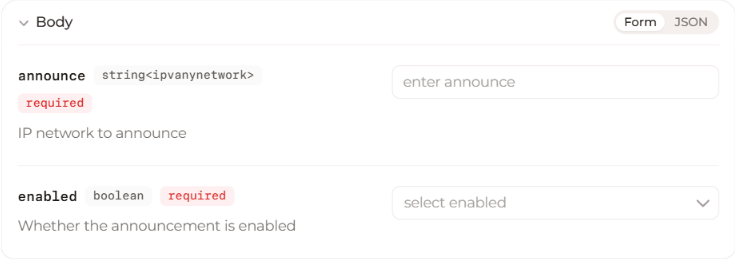 Body
Form JSON
announce string<ipvanynetwork>
required
enter announce
IP network to announce
enabled boolean required
select enabled
Whether the announcement is enabled